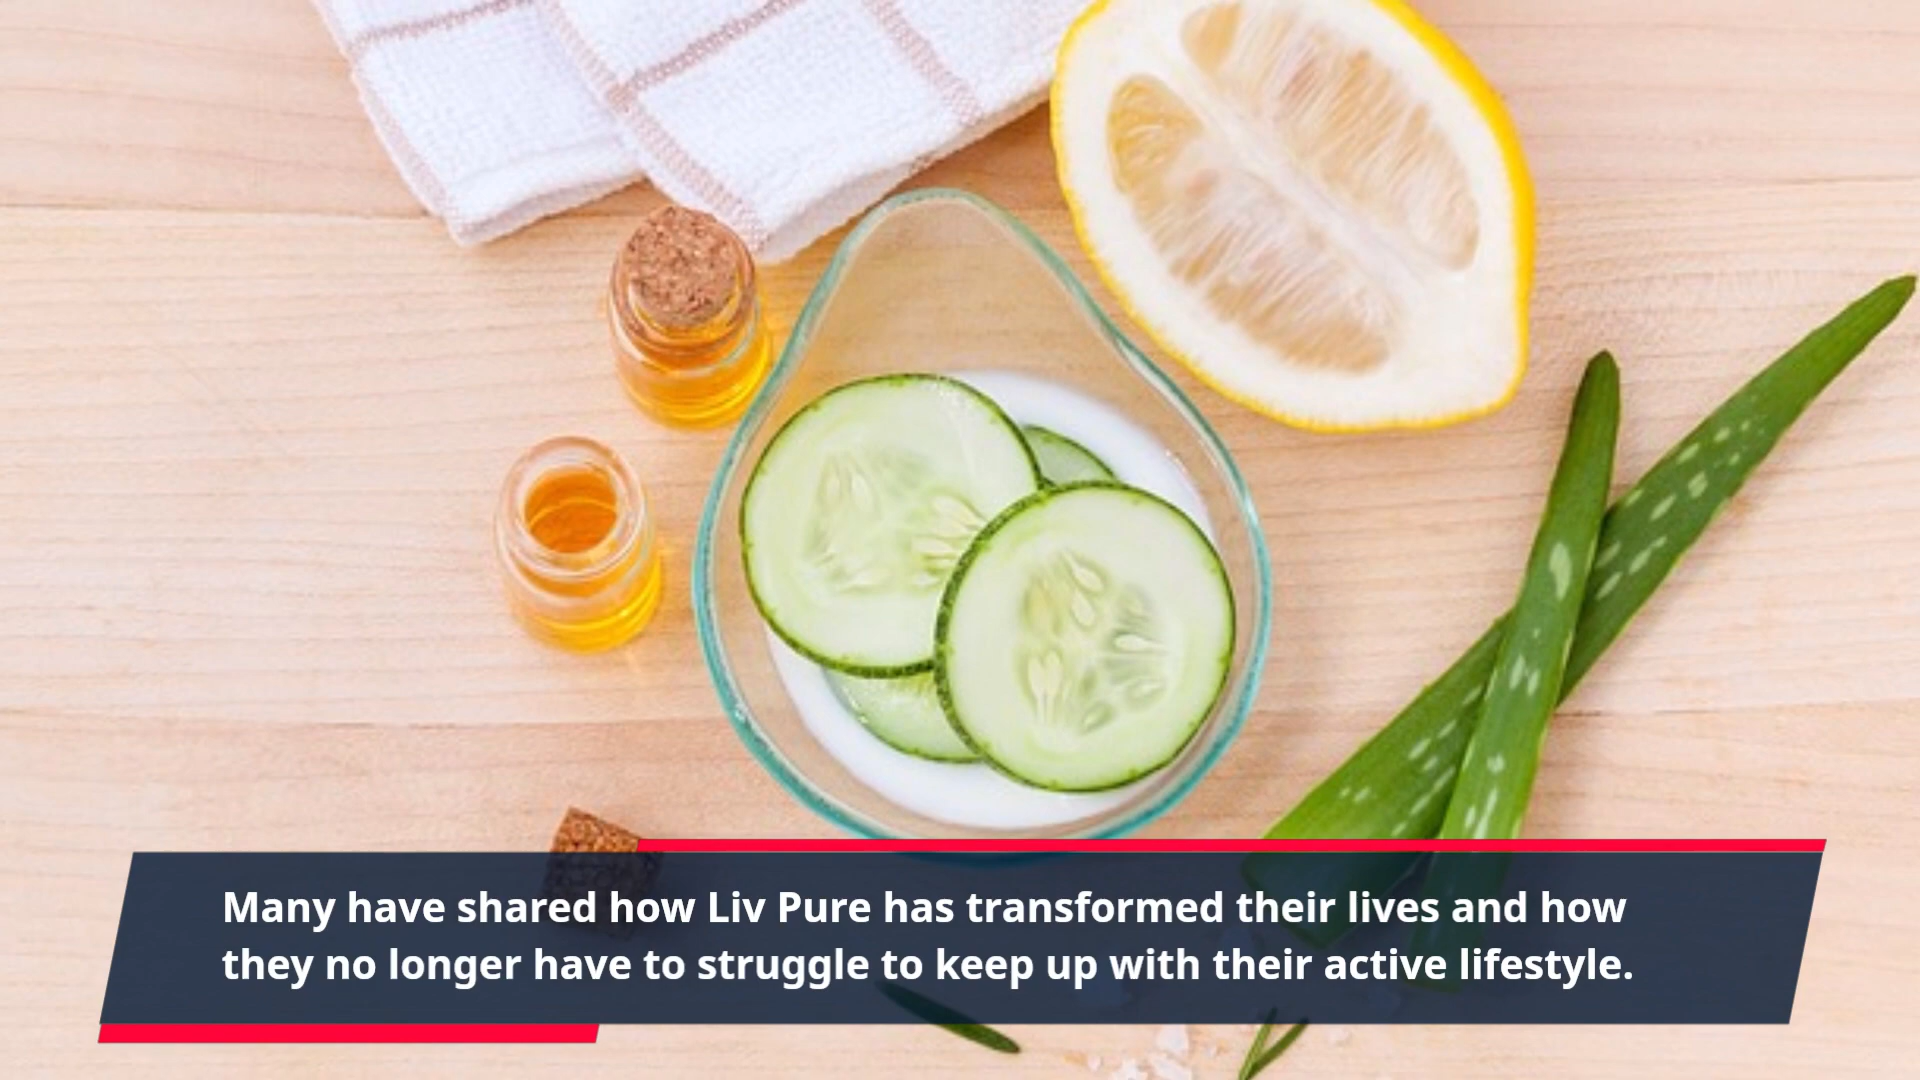 Many have shared how Liv Pure has transformed their lives and how
they no longer have to struggle to keep up with their active lifestyle.